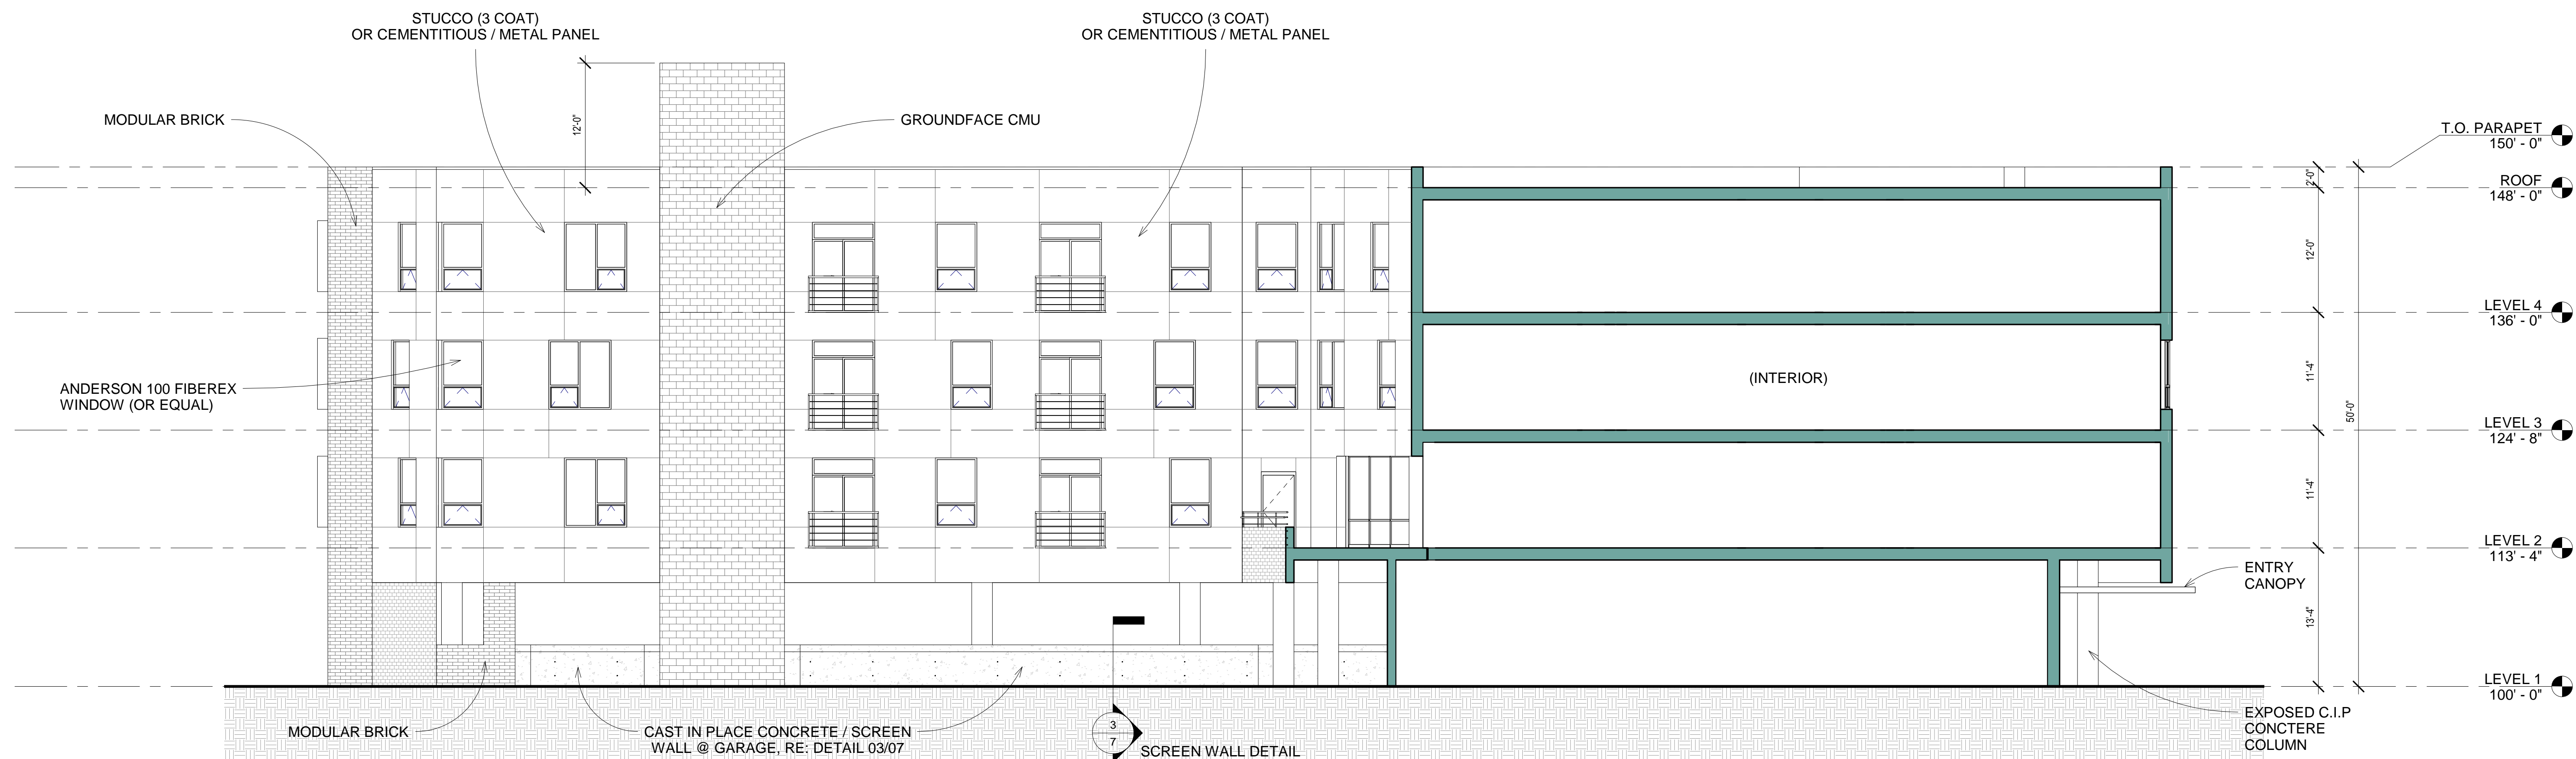 STUCCO (3 COAT)
OR CEMENTITIOUS / METAL PANEL
STUCCO (3 COAT)
OR CEMENTITIOUS / METAL PANEL
MODULAR BRICK
12'-0"
GROUNDFACE CMU
T.O. PARAPET
150' - 0"
2'-0"
ROOF
148' - 0"
12'-0"
LEVEL 4
136' - 0"
ANDERSON 100 FIBEREX
WINDOW (OR EQUAL)
(INTERIOR)
11'-4"
50'-0"
LEVEL 3
124' - 8"
11'-4"
LEVEL 2
113' - 4"
ENTRY
CANOPY
13'-4"
LEVEL 1
100' - 0"
MODULAR BRICK
CAST IN PLACE CONCRETE / SCREEN
WALL @ GARAGE, RE: DETAIL 03/07
3
7
SCREEN WALL DETAIL
EXPOSED C.I.P
CONCTERE
COLUMN